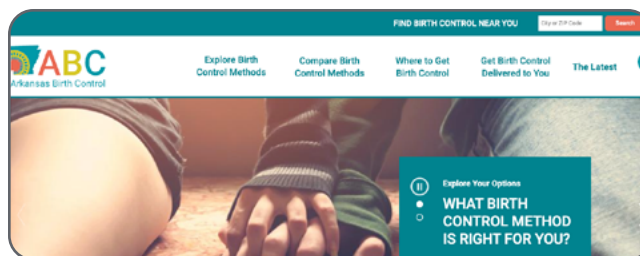 FIND BIRTH CONTROL NEAR YOU City or ZIP Code Search
ABC
Arkansas Birth Control
Explore Birth
Control Methods
Compare Birth
Control Methods
Where to Get
Birth Control
Get Birth Control
Delivered to You
The Latest
Explore Your Options
WHAT BIRTH
CONTROL METHOD
IS RIGHT FOR YOU?